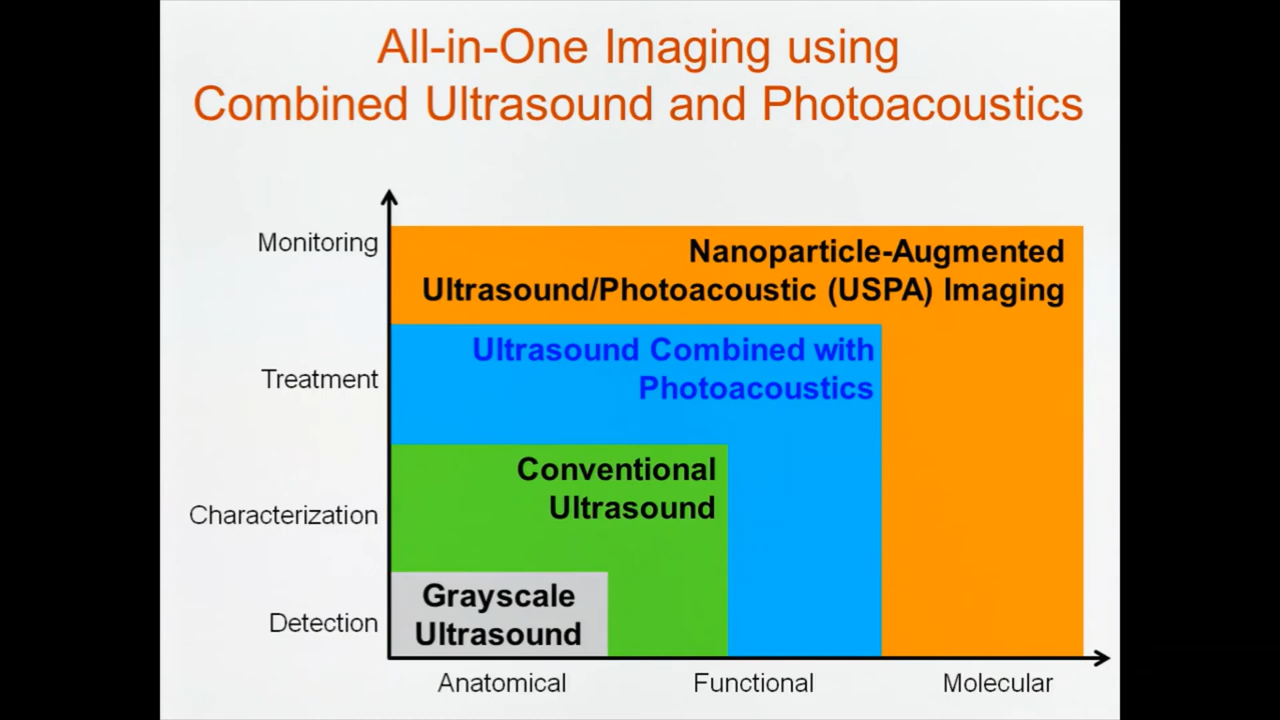 All-in-One Imaging using
Combined Ultrasound and Photoacoustics
Monitoring
Nanoparticle-Augmented
Ultrasound/Photoacoustic (USPA) Imaging
Ultrasound Combined with
Photoacoustics
Treatment
Conventional
Ultrasound
Characterization
Grayscale
Ultrasound
Detection
Anatomical
Functional
Molecular